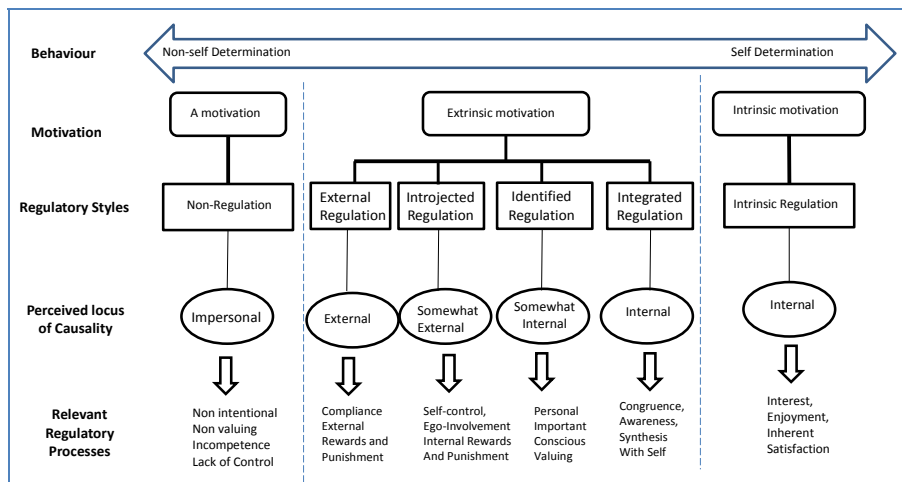 Behaviour
Non-self Determination
Self Determination
Motivation
A motivation
Extrinsic motivation
Intrinsic motivation
Regulatory Styles
Non-Regulation
External
Regulation
Introjected
Regulation
Identified
Regulation
Integrated
Regulation
Intrinsic Regulation
Perceived locus
of Causality
Impersonal
External
Somewhat
External
Somewhat
Internal
Internal
Internal
Relevant
Regulatory
Processes
Non intentional
Non valuing
Incompetence
Lack of Control
Compliance
External
Rewards and
Punishment
Self-control,
Ego-Involvement
Internal Rewards
And Punishment
Personal
Important
Conscious
Valuing
Congruence,
Awareness,
Synthesis
With Self
Interest,
Enjoyment,
Inherent
Satisfaction